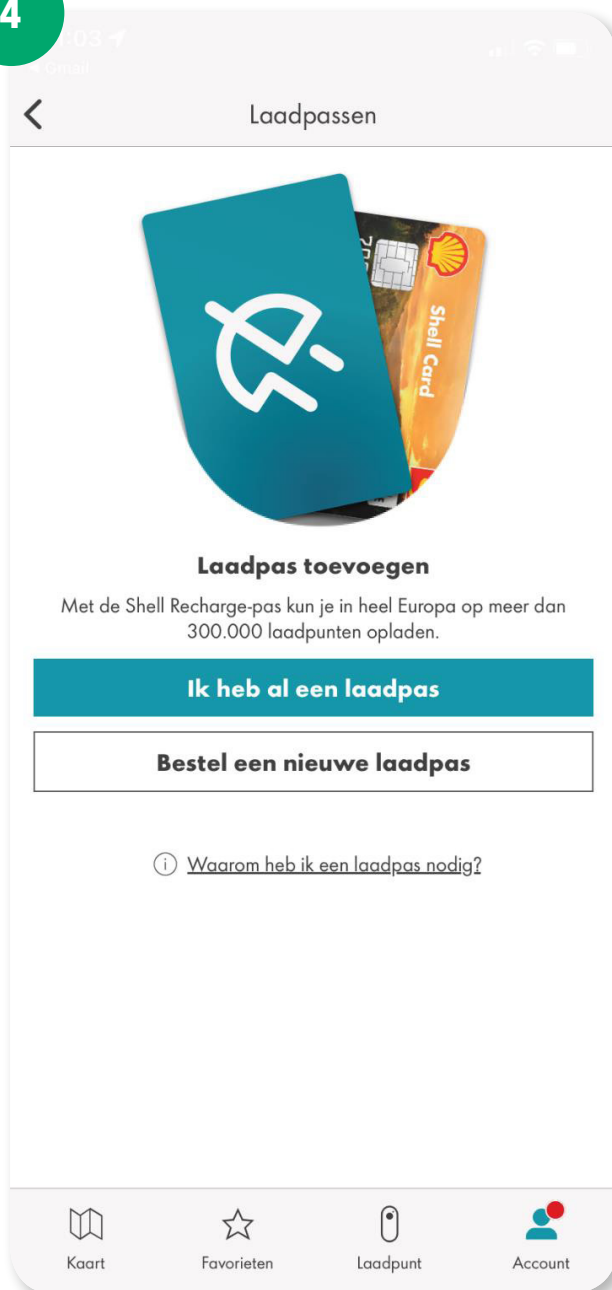 4
Laadpassen
Shell Card
Laadpas toevoegen
Met de Shell Recharge-pas kun je in heel Europa op meer dan
300.000 laadpunten opladen.
Ik heb al een laadpas
Bestel een nieuwe laadpas
Waarom heb ik een laadpas nodig?
Kaart
Favorieten
Laadpunt
Account